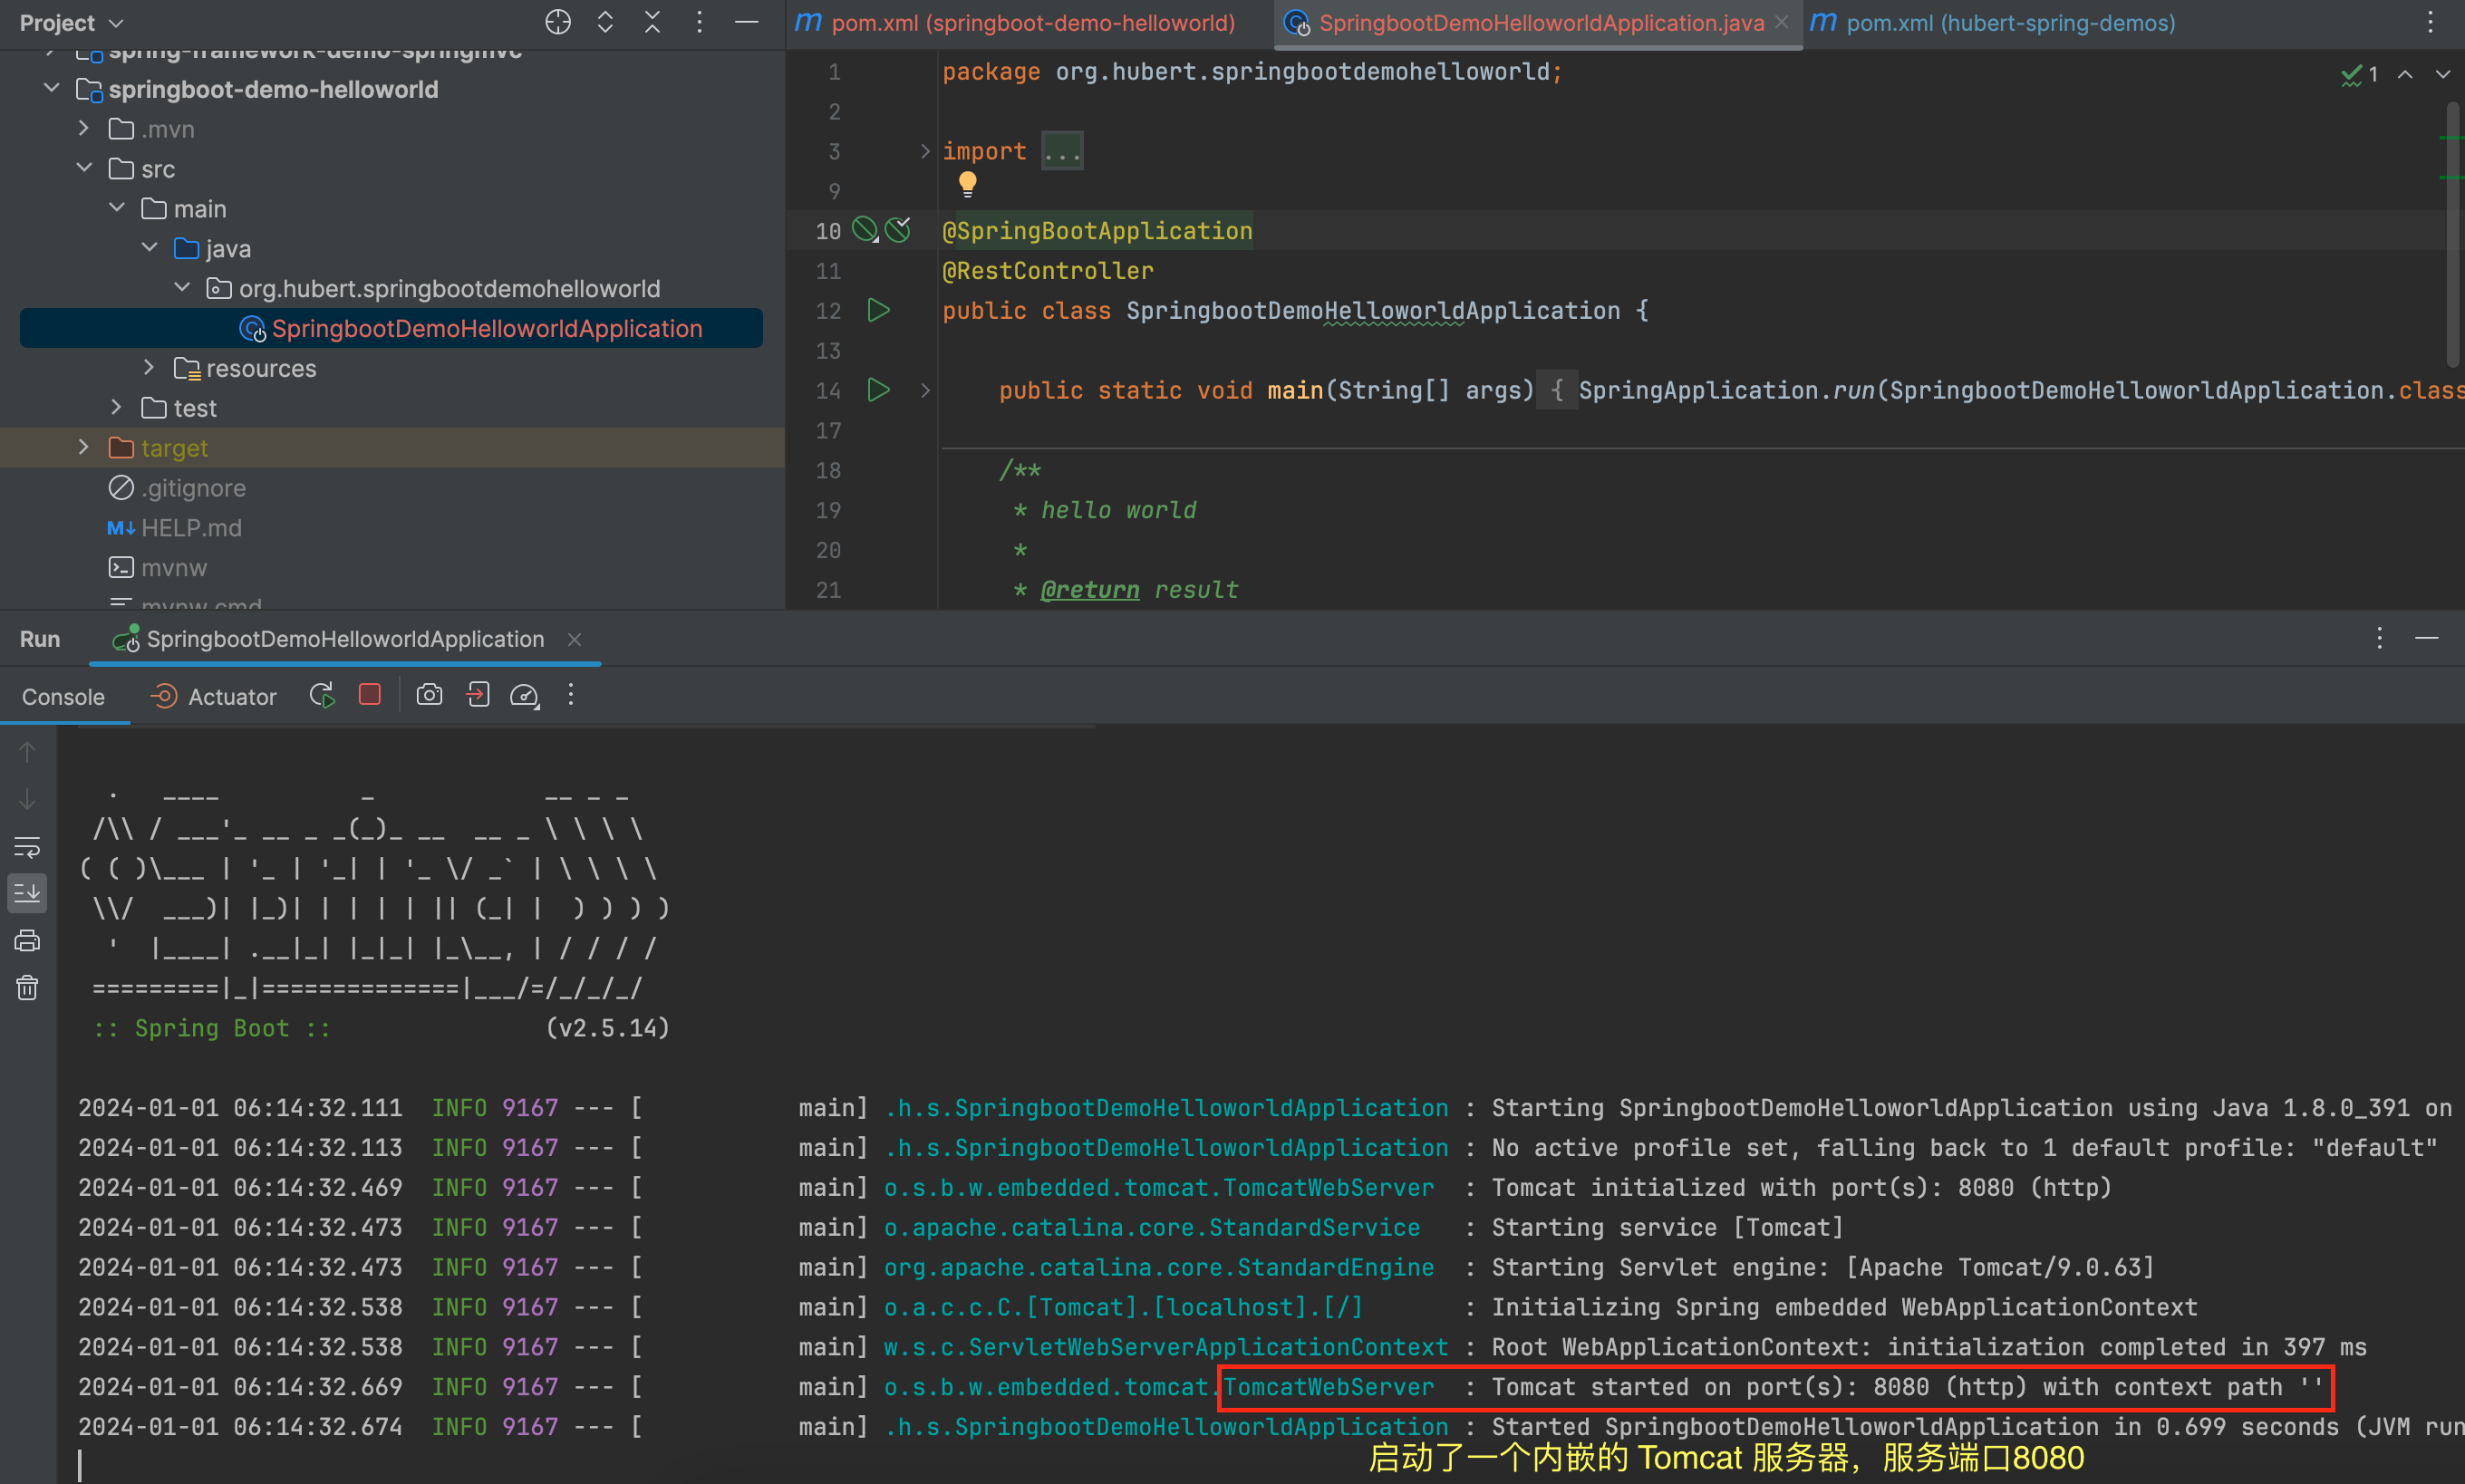 Project
pom.xml (springboot-demo-helloworld)
SpringbootDemoHelloworldApplication.java
pom.xml (hubert-spring-demos)
spring-framework-demo-springmvc
springboot-demo-helloworld
.mvn
src
main
java
org.hubert.springbootdemohelloworld
SpringbootDemoHelloworldApplication
resources
test
target
.gitignore
HELP.md
mvnw
mvnw.cmd
1
1 package org.hubert.springbootdemohelloworld;
2
3 import ...
9
10 @SpringBootApplication
11 @RestController
12 public class SpringbootDemoHelloworldApplication {
13
14 public static void main(String[] args) { SpringApplication.run(SpringbootDemoHelloworldApplication.class
17
18 /**
19 * hello world
20 *
21 * @return result
Run SpringbootDemoHelloworldApplication
Console Actuator
  .   ____          _            __ _ _
 /\\ / ___'_ __ _ _(_)_ __  __ _ \ \ \ \
( ( )\___ | '_ | '_| | '_ \/ _` | \ \ \ \
 \\/  ___)| |_)| | | | | || (_| |  ) ) ) )
  '  |____| .__|_| |_|_| |_\__, | / / / /
 =========|_|==============|___/=/_/_/_/
 :: Spring Boot ::                (v2.5.14)
2024-01-01 06:14:32.111  INFO 9167 --- [           main] .h.s.SpringbootDemoHelloworldApplication : Starting SpringbootDemoHelloworldApplication using Java 1.8.0_391 on
2024-01-01 06:14:32.113  INFO 9167 --- [           main] .h.s.SpringbootDemoHelloworldApplication : No active profile set, falling back to 1 default profile: "default"
2024-01-01 06:14:32.469  INFO 9167 --- [           main] o.s.b.w.embedded.tomcat.TomcatWebServer  : Tomcat initialized with port(s): 8080 (http)
2024-01-01 06:14:32.473  INFO 9167 --- [           main] o.apache.catalina.core.StandardService   : Starting service [Tomcat]
2024-01-01 06:14:32.473  INFO 9167 --- [           main] org.apache.catalina.core.StandardEngine  : Starting Servlet engine: [Apache Tomcat/9.0.63]
2024-01-01 06:14:32.538  INFO 9167 --- [           main] o.a.c.c.C.[Tomcat].[localhost].[/]       : Initializing Spring embedded WebApplicationContext
2024-01-01 06:14:32.538  INFO 9167 --- [           main] w.s.c.ServletWebServerApplicationContext : Root WebApplicationContext: initialization completed in 397 ms
2024-01-01 06:14:32.669  INFO 9167 --- [           main] o.s.b.w.embedded.tomcat.TomcatWebServer  : Tomcat started on port(s): 8080 (http) with context path ''
2024-01-01 06:14:32.674  INFO 9167 --- [           main] .h.s.SpringbootDemoHelloworldApplication : Started SpringbootDemoHelloworldApplication in 0.699 seconds (JVM run
启动了一个内嵌的 Tomcat 服务器，服务端口8080